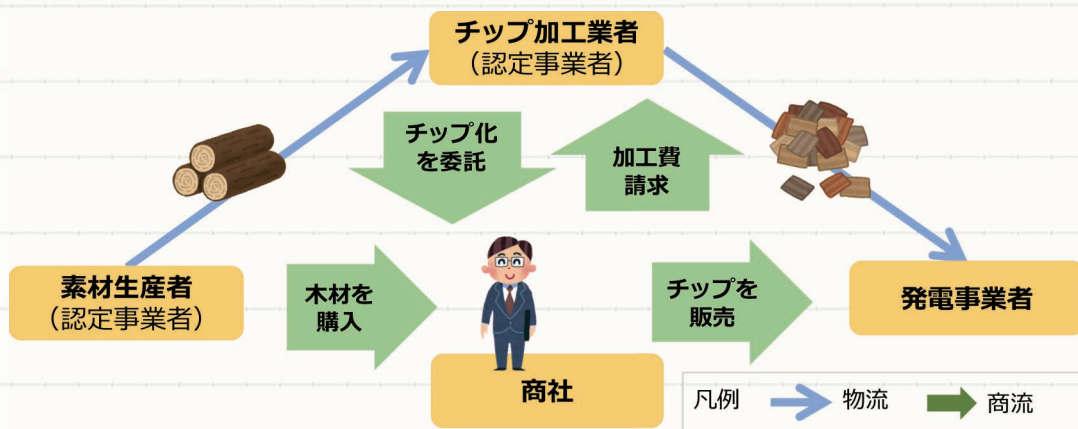 チップ加工業者
（認定事業者）
チップ化
を委託
加工費
請求
素材生産者
（認定事業者）
木材を
購入
チップを
販売
発電事業者
商社
凡例
物流
商流